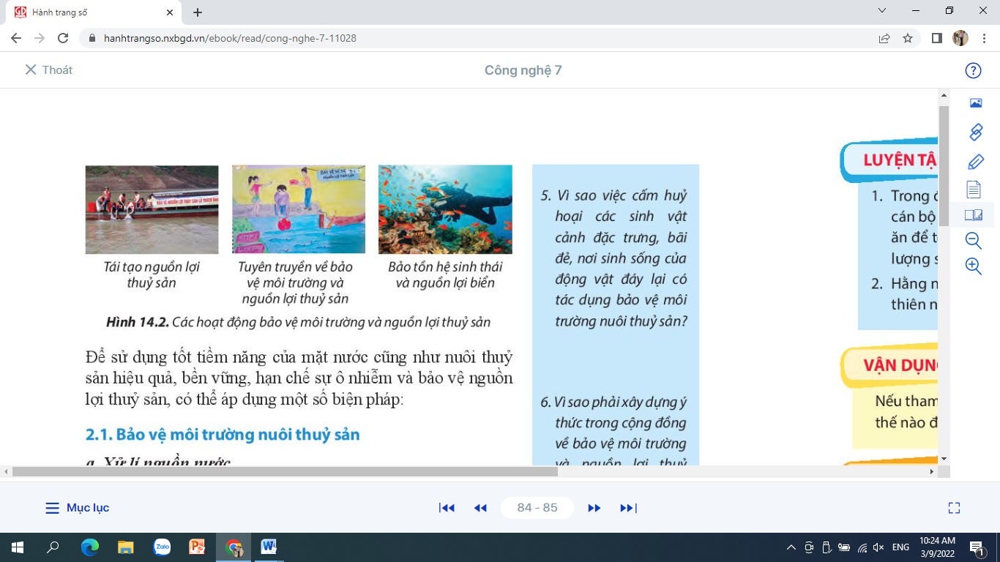 Hành trang số
hanhtrangso.nxbgd.vn/ebook/read/cong-nghe-7-11028
Thoát
Công nghệ 7
BẢO VỆ NGUỒN LỢI THỦY SẢN LÀ TRÁCH
Tái tạo nguồn lợi
thuỷ sản
Tuyên truyền về bảo
vệ môi trường và
nguồn lợi thuỷ sản
Bảo tồn hệ sinh thái
và nguồn lợi biển
Hình 14.2. Các hoạt động bảo vệ môi trường và nguồn lợi thuỷ sản
Để sử dụng tốt tiềm năng của mặt nước cũng như nuôi thuỷ
sản hiệu quả, bền vững, hạn chế sự ô nhiễm và bảo vệ nguồn
lợi thuỷ sản, có thể áp dụng một số biện pháp:
2.1. Bảo vệ môi trường nuôi thuỷ sản
a. Xử lí nguồn nước
5. Vì sao việc cấm huỷ
hoại các sinh vật
cảnh đặc trưng, bãi
đẻ, nơi sinh sống của
động vật đáy lại có
tác dụng bảo vệ môi
trường nuôi thuỷ sản?
6. Vì sao phải xây dựng ý
thức trong cộng đồng
về bảo vệ môi trường
và nguồn lợi thuỷ
LUYỆN TẬ
1. Trong
cán bộ
ăn để t
lượng s
2. Hằng n
thiên n
VẬN DỤN
Nếu tham
thế nào đ
Mục lục
84 - 85
ENG
10:24 AM
3/9/2022
1